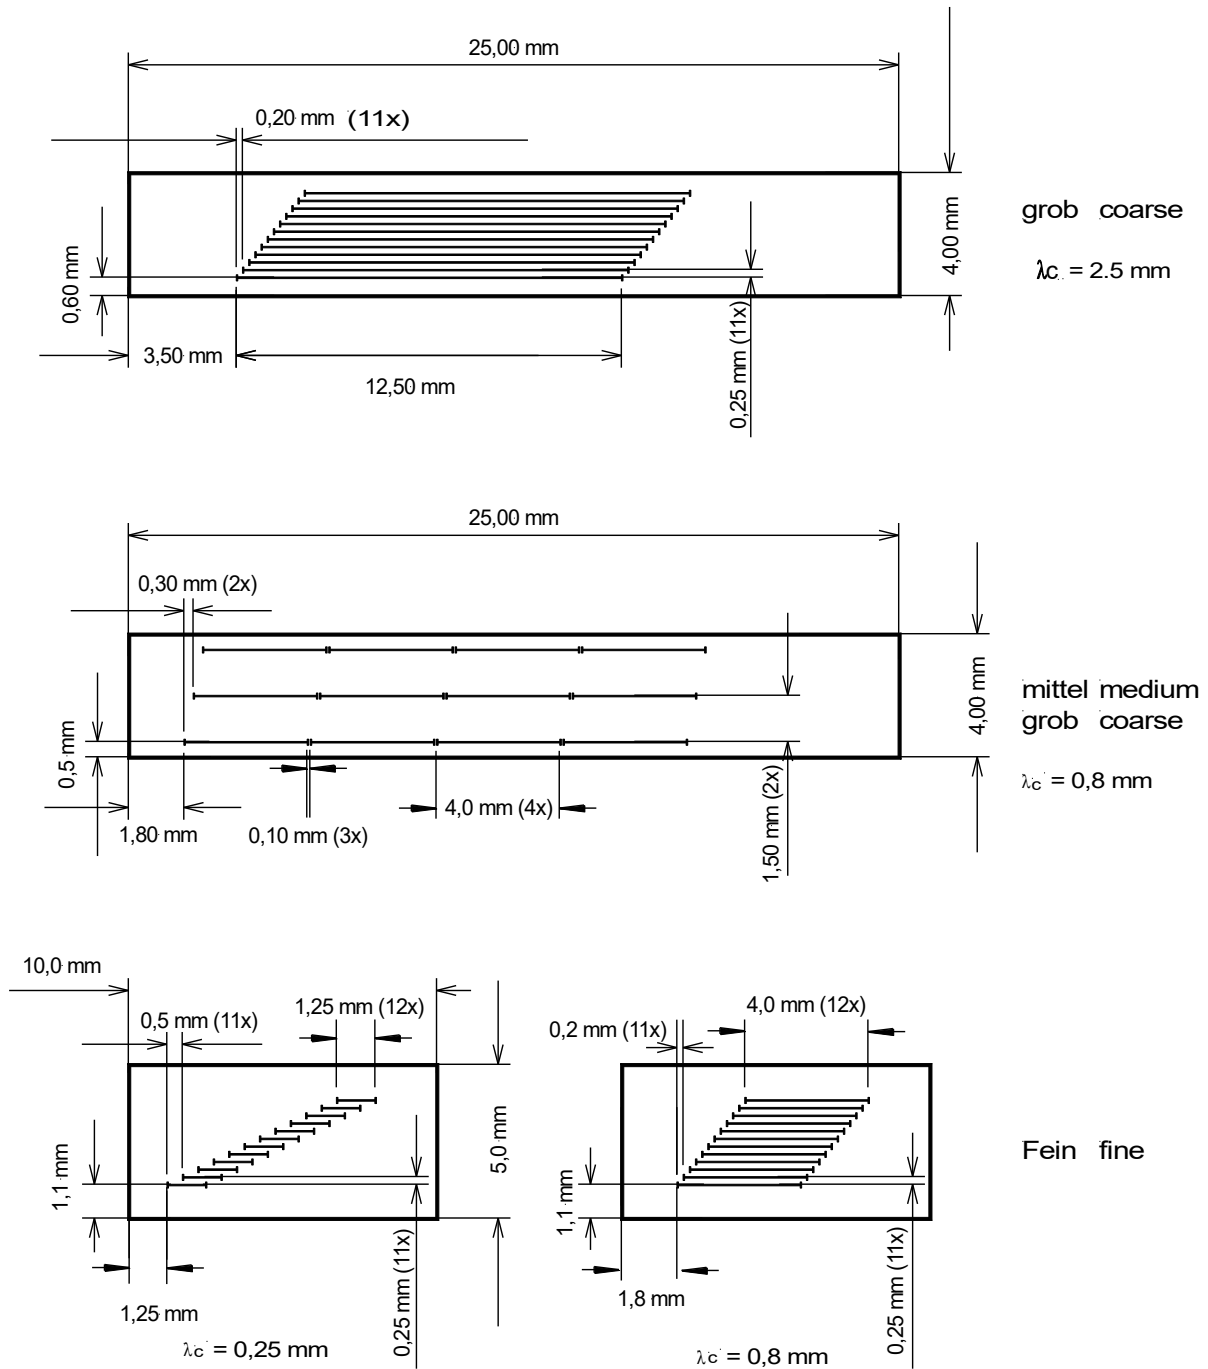 25,00 mm
0,20 mm (11x)
grob coarse
4,00 mm
λc = 2.5 mm
0,60 mm
3,50 mm
12,50 mm
0,25 mm (11x)
25,00 mm
0,30 mm (2x)
4,00 mm
mittel medium
grob coarse
0,5 mm
λc = 0,8 mm
1,80 mm
0,10 mm (3x)
4,0 mm (4x)
1,50 mm (2x)
10,0 mm
0,5 mm (11x)
1,25 mm (12x)
0,2 mm (11x)
4,0 mm (12x)
1,1 mm
5,0 mm
1,1 mm
Fein fine
1,25 mm
0,25 mm (11x)
1,8 mm
0,25 mm (11x)
λc = 0,25 mm
λc = 0,8 mm